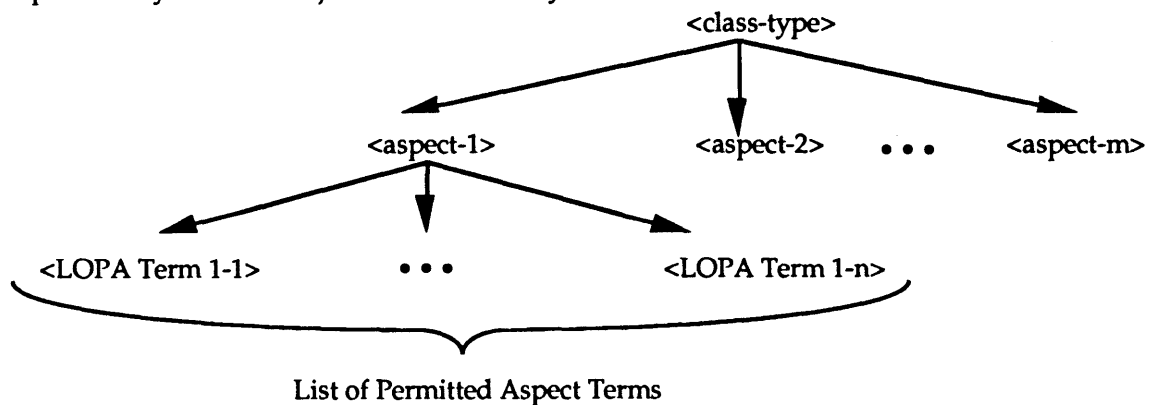 <class-type>
<aspect-1> <aspect-2> • • • <aspect-m>
<LOPA Term 1-1> • • • <LOPA Term 1-n>
List of Permitted Aspect Terms